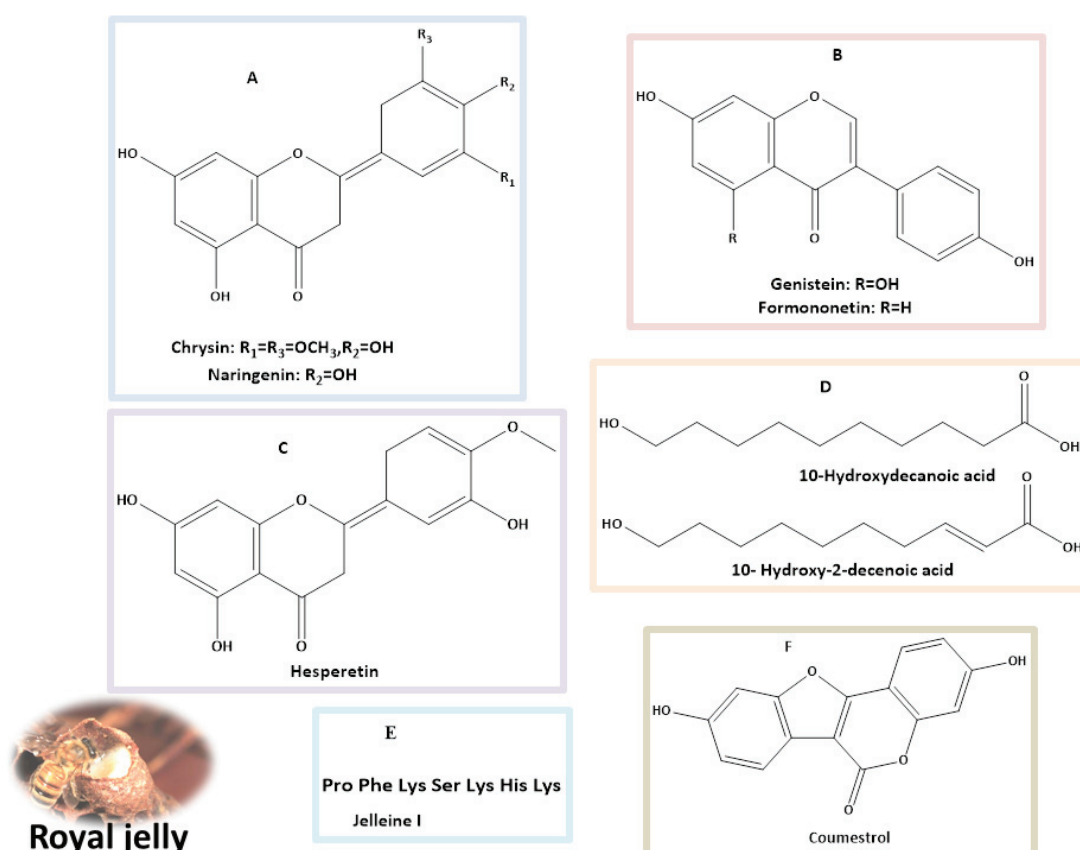 A
R3
R2
R1
HO
O
OH
O
Chrysin: R1=R3=OCH3,R2=OH
Naringenin: R2=OH
B
HO
O
R
O
OH
Genistein: R=OH
Formononetin: R=H
C
O
HO
O
OH
OH
O
Hesperetin
D
O
HO
OH
10-Hydroxydecanoic acid
O
HO
OH
10- Hydroxy-2-decenoic acid
E
Pro Phe Lys Ser Lys His Lys
Jelleine I
F
OH
O
HO
O
O
Coumestrol
Royal jelly